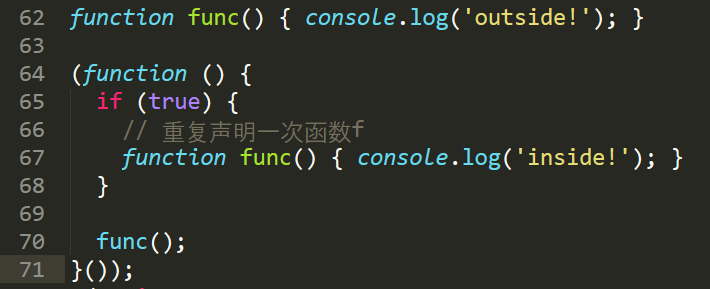 62 function func() { console.log('outside!'); }
63
64 (function () {
65   if (true) {
66     // 重复声明一次函数f
67     function func() { console.log('inside!'); }
68   }
69
70   func();
71 }());